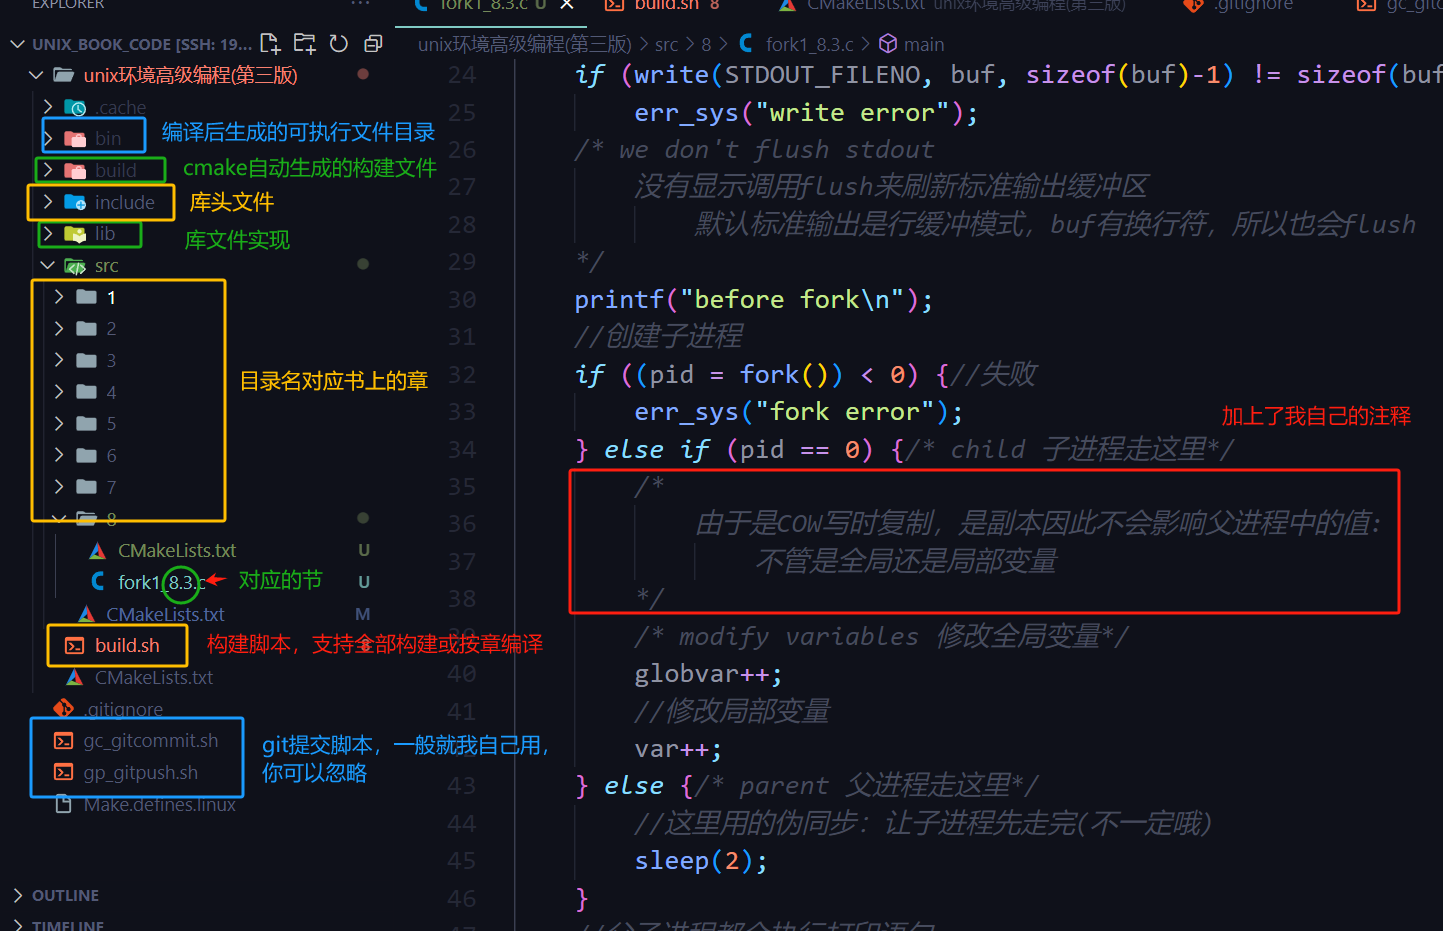 EXPLORER
fork1_8.3.c U
build.sh 8
CMakeLists.txt unix环境高级编程(第三版)
.gitignore
UNIX_BOOK_CODE [SSH: 19...
unix环境高级编程(第三版) > src > 8 > fork1_8.3.c > main
unix环境高级编程(第三版)
.cache
bin
编译后生成的可执行文件目录
build
cmake自动生成的构建文件
include
库头文件
lib
库文件实现
src
1
2
3
4
5
6
7
目录名对应书上的章
8
CMakeLists.txt U
fork1_8.3.c U
对应的节
CMakeLists.txt M
build.sh 8
构建脚本，支持全部构建或按章编译
CMakeLists.txt
.gitignore
gc_gitcommit.sh
gp_gitpush.sh
git提交脚本，一般就我自己用，
你可以忽略
Make.defines.linux
OUTLINE
TIMELINE
24 if (write(STDOUT_FILENO, buf, sizeof(buf)-1) != sizeof(buf
25 err_sys("write error");
26 /* we don't flush stdout
27 没有显示调用flush来刷新标准输出缓冲区
28 默认标准输出是行缓冲模式，buf有换行符，所以也会flush
29 */
30 printf("before fork\n");
31 //创建子进程
32 if ((pid = fork()) < 0) {//失败
33 err_sys("fork error");
加上了我自己的注释
34 } else if (pid == 0) {/* child 子进程走这里*/
35 /*
36 由于是COW写时复制，是副本因此不会影响父进程中的值：
37 不管是全局还是局部变量
38 */
/* modify variables 修改全局变量*/
40 globvar++;
41 //修改局部变量
var++;
43 } else {/* parent 父进程走这里*/
44 //这里用的伪同步：让子进程先走完(不一定哦)
45 sleep(2);
46 }